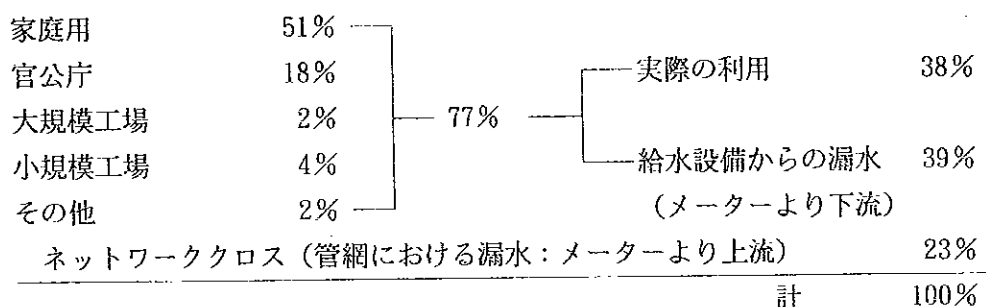 家庭用 51%
官公庁 18% 実際の利用 38%
大規模工場 2% 77%
小規模工場 4% 給水設備からの漏水 39%
その他 2% (メーターより下流)
ネットワーククロス(管網における漏水:メーターより上流) 23%
計 100%